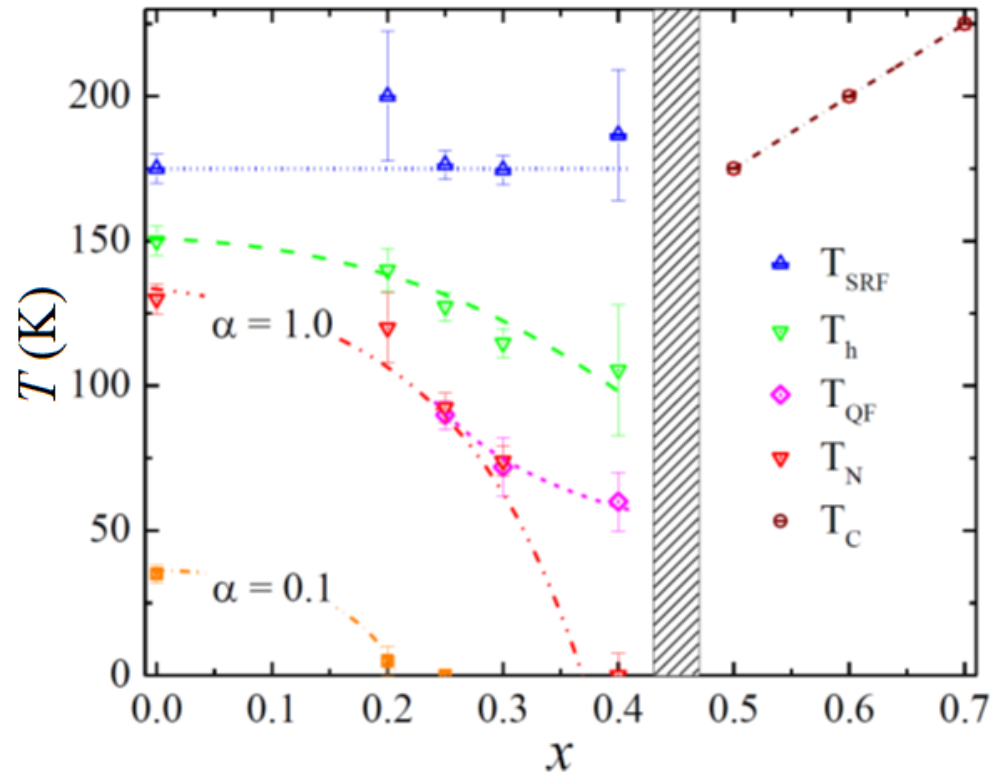 T (K)
200
150
100
50
0
α = 1.0
α = 0.1
T_SRF
T_h
T_QF
T_N
T_C
0.0 0.1 0.2 0.3 0.4 0.5 0.6 0.7
x